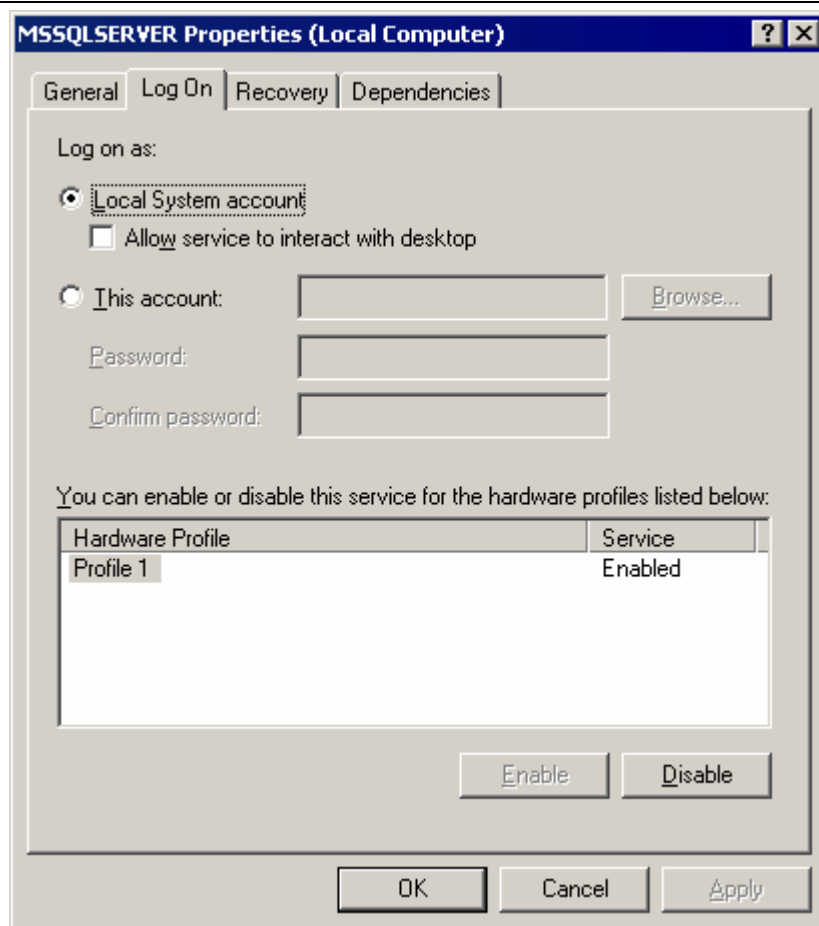 MSSQLSERVER Properties (Local Computer)
General Log On Recovery Dependencies
Log on as:
Local System account
Allow service to interact with desktop
This account: Browse...
Password:
Confirm password:
You can enable or disable this service for the hardware profiles listed below:
Hardware Profile Service
Profile 1 Enabled
Enable Disable
OK Cancel Apply